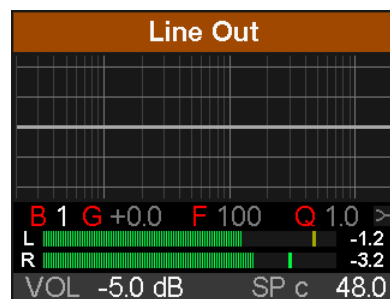 Line Out
B 1 G +0.0 F 100 Q 1.0
L -1.2
R -3.2
VOL -5.0 dB SP c 48.0